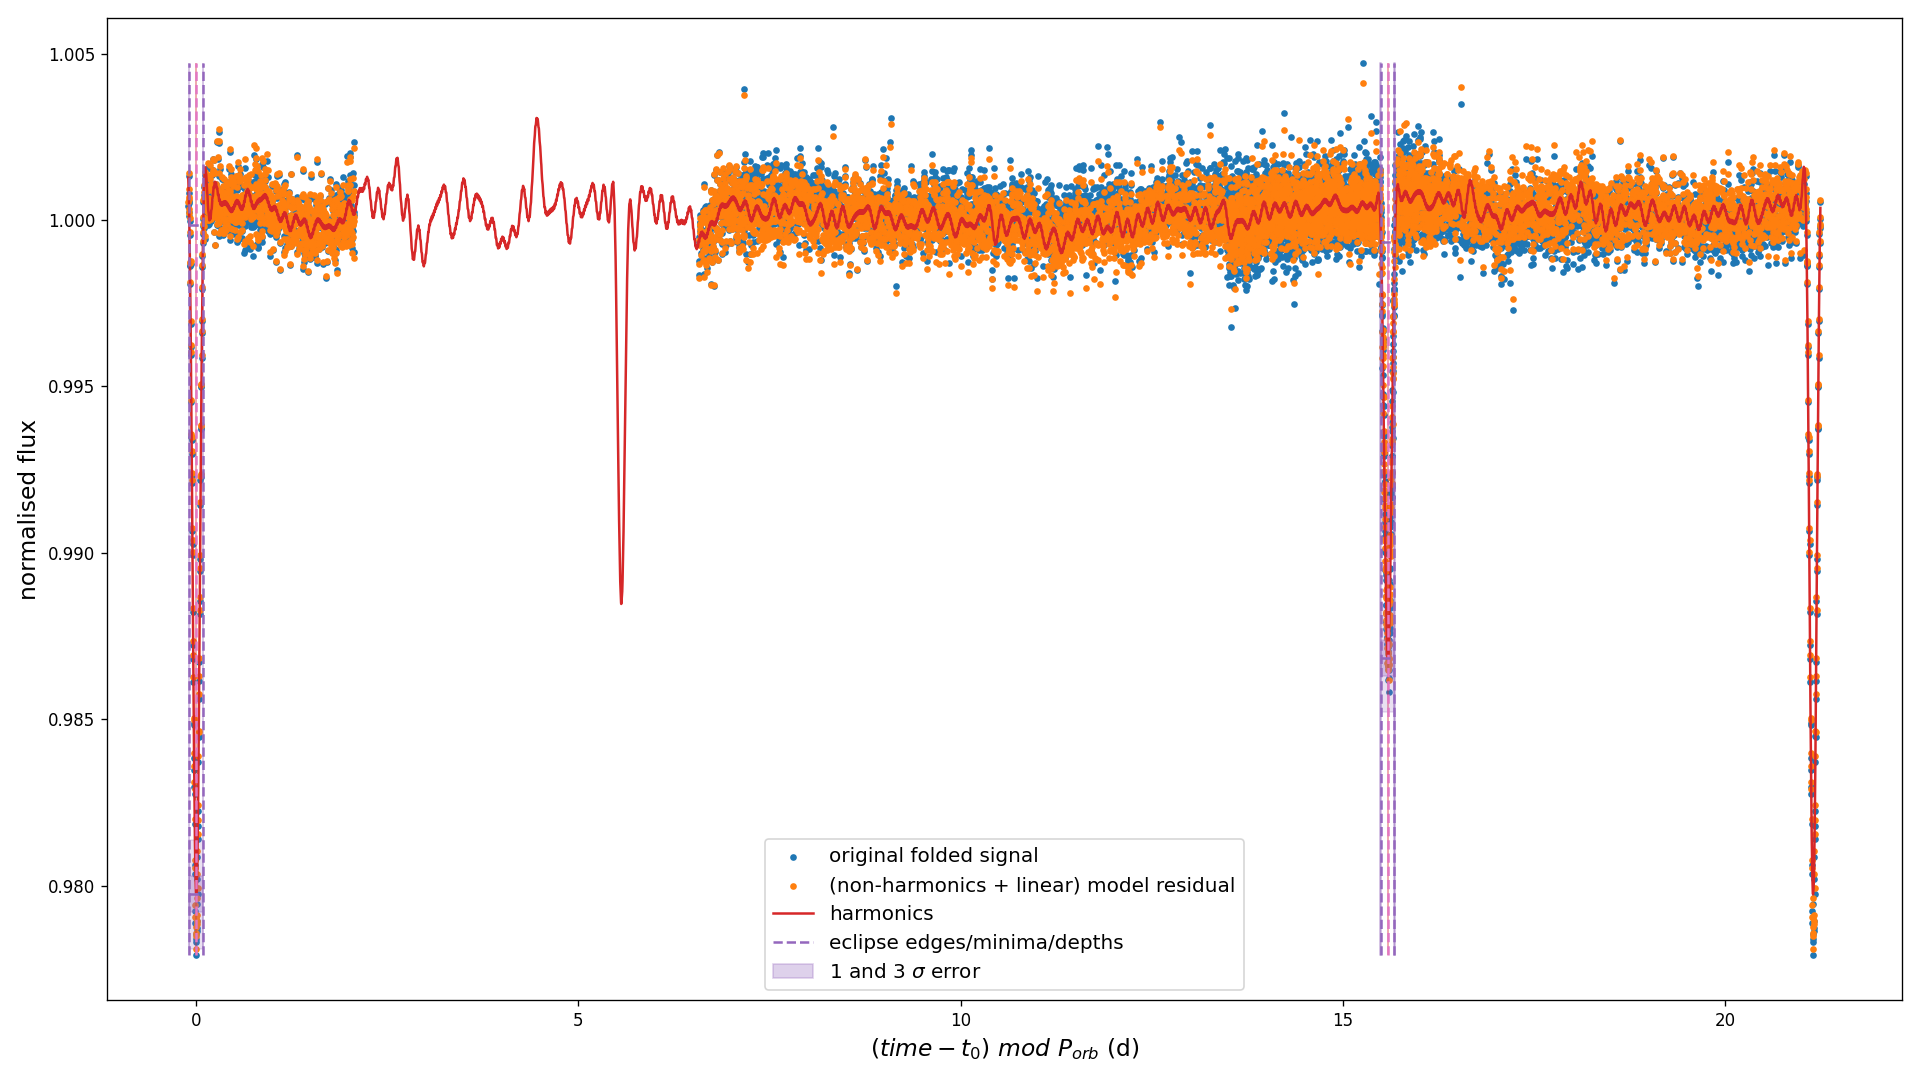 1.005
1.000
0.995
0.990
0.985
0.980
normalised flux
original folded signal
(non-harmonics + linear) model residual
harmonics
eclipse edges/minima/depths
1 and 3 σ error
0 5 10 15 20
(time − t₀) mod Pₒᵣb (d)